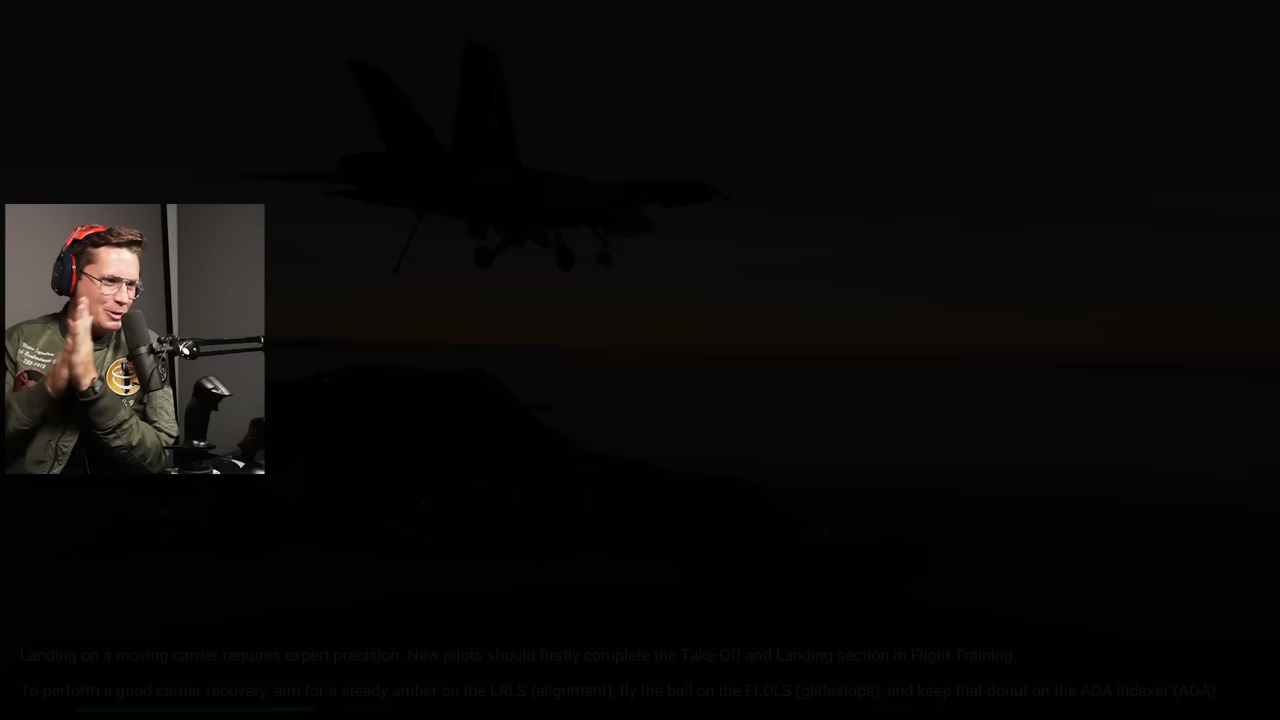 Landing on a moving carrier requires expert precision. New pilots should firstly complete the Take-Off and Landing section in Flight Training.
To perform a good carrier recovery, aim for a steady amber on the LRLS (alignment), fly the ball on the FLOLS (glideslope), and keep that donut on the AOA Indexer (AOA)